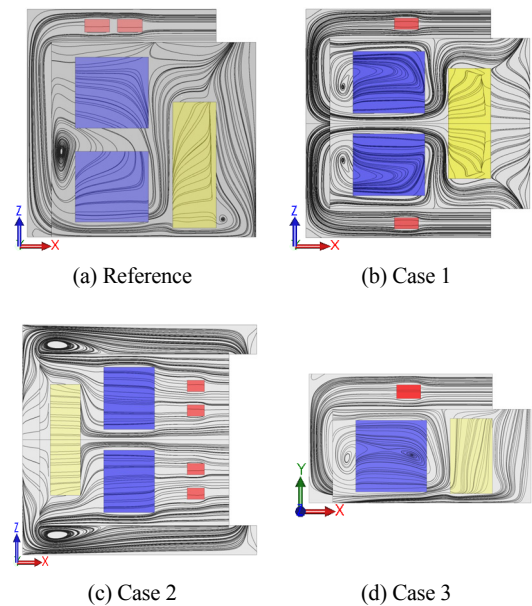 Z
X
Z
X
(a) Reference
(b) Case 1
Z
X
Y
X
(c) Case 2
(d) Case 3